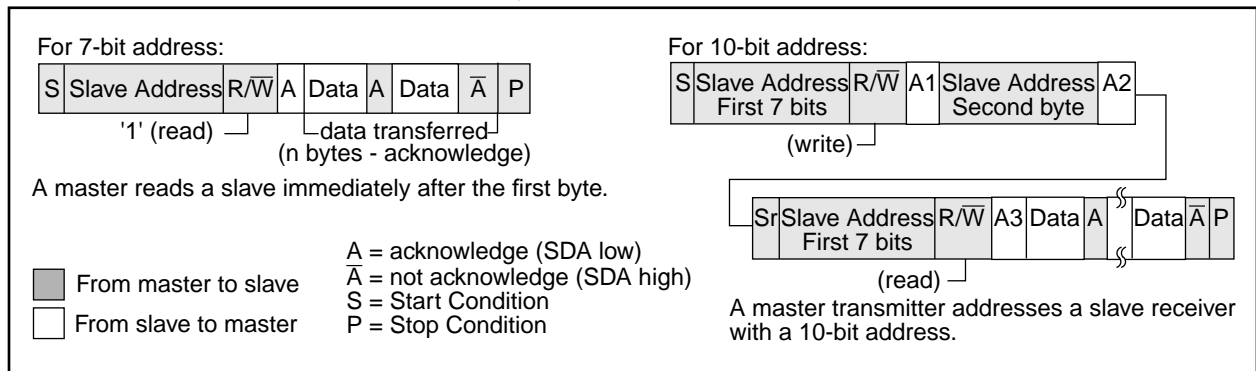 For 7-bit address:
S Slave Address R/W̅ A Data A Data A̅ P
'1' (read) data transferred
(n bytes - acknowledge)
A master reads a slave immediately after the first byte.
From master to slave
From slave to master
A = acknowledge (SDA low)
A̅ = not acknowledge (SDA high)
S = Start Condition
P = Stop Condition
For 10-bit address:
S Slave Address First 7 bits R/W̅ A1 Slave Address Second byte A2
(write)
Sr Slave Address First 7 bits R/W̅ A3 Data A Data A̅ P
(read)
A master transmitter addresses a slave receiver
with a 10-bit address.